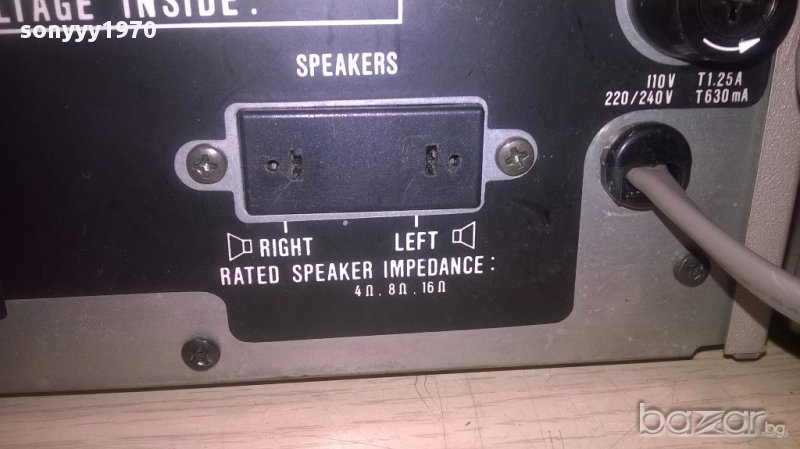 LTAGE INSIDE.
sonyyy1970
SPEAKERS
110V T1.25A
220/240V T630mA
RIGHT LEFT
RATED SPEAKER IMPEDANCE:
4Ω, 8Ω, 16Ω
bazar.bg